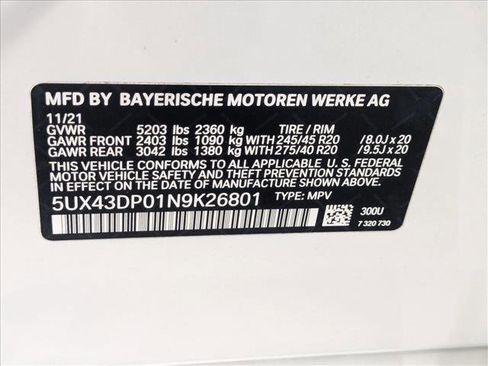 MFD BY BAYERISCHE MOTOREN WERKE AG
11/21
GVWR 5203 lbs 2360 kg TIRE / RIM
GAWR FRONT 2403 lbs 1090 kg WITH 245/45 R20 / 8.0J x 20
GAWR REAR 3042 lbs 1380 kg WITH 275/40 R20 / 9.5J x 20
THIS VEHICLE CONFORMS TO ALL APPLICABLE U. S. FEDERAL
MOTOR VEHICLE SAFETY AND THEFT PREVENTION STANDARDS
IN EFFECT ON THE DATE OF MANUFACTURE SHOWN ABOVE.
5UX43DP01N9K26801 TYPE: MPV
300U
7 320 730